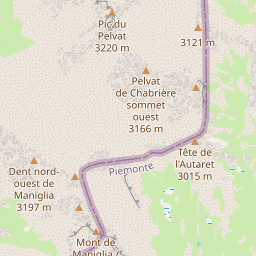 Pic du
Pelvat
3220 m
3121 m
Pelvat
de Chabrière
sommet
ouest
3166 m
Tête de
l'Autaret
3015 m
Piemonte
Dent nord-
ouest de
Maniglia
3197 m
Mont de
Maniglia /